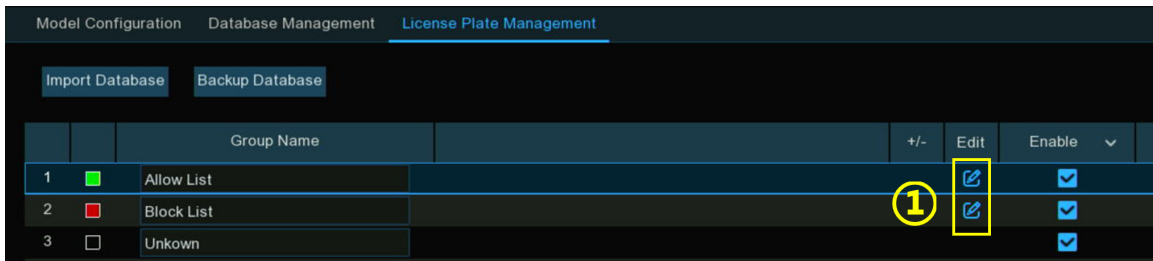 Model Configuration Database Management License Plate Management
Import Database Backup Database
Group Name +/- Edit Enable
1 Allow List
①
2 Block List
3 Unkown